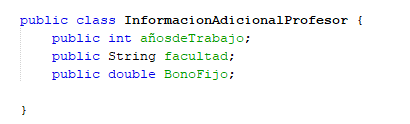 public class InformacionAdicionalProfesor {
public int añosdeTrabajo;
public String facultad;
public double BonoFijo;
}